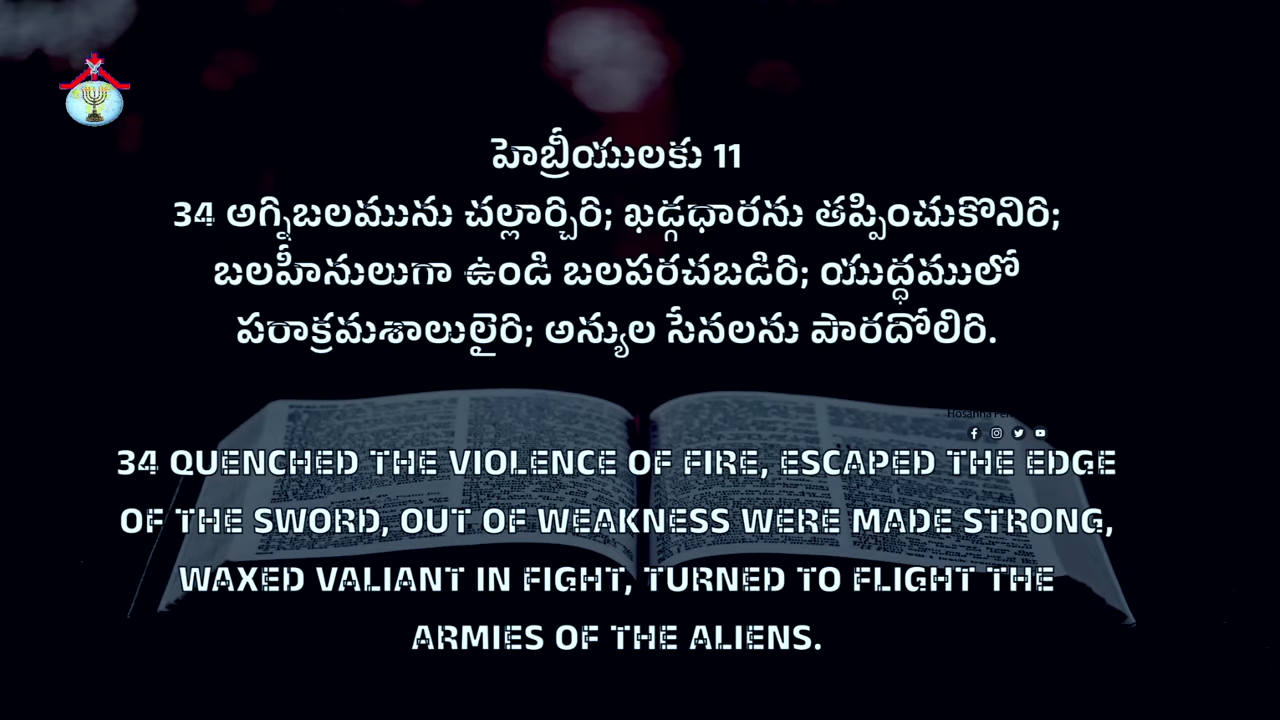 హెబ్రీయులకు 11
34 అగ్నిబలమును చల్లార్చిరి; ఖడ్గధారను తప్పించుకొనిరి;
బలహీనులుగా ఉండి బలపరచబడిరి; యుద్ధములో
పరాక్రమశాలులైరి; అన్యుల సేనలను పారదోలిరి.
Hosanna
34 QUENCHED THE VIOLENCE OF FIRE, ESCAPED THE EDGE
OF THE SWORD, OUT OF WEAKNESS WERE MADE STRONG,
WAXED VALIANT IN FIGHT, TURNED TO FLIGHT THE
ARMIES OF THE ALIENS.